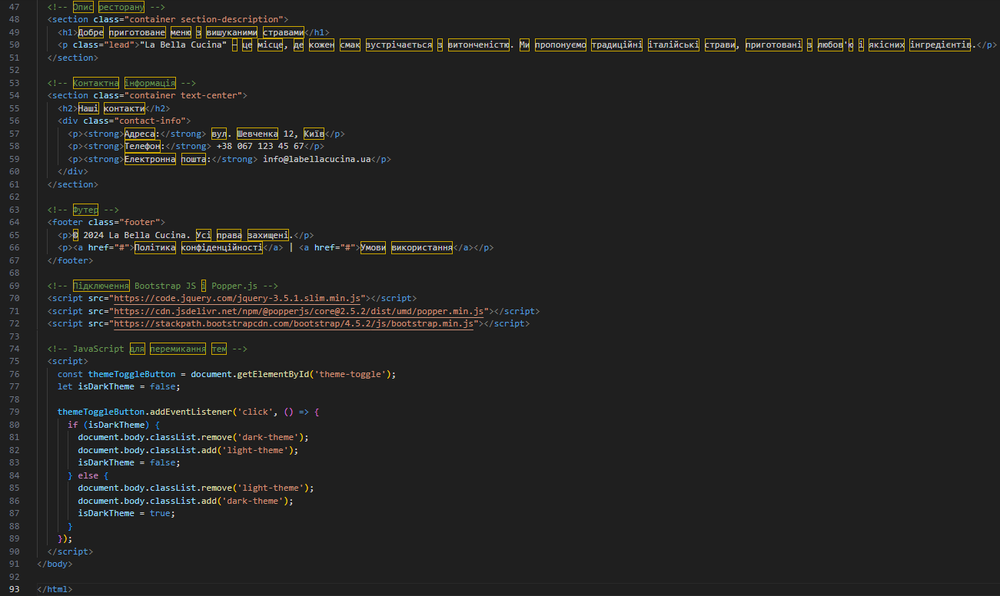 47 <!-- Опис ресторану -->
48 <section class="container section-description">
49 <h1>Добре приготоване меню з вишуканими стравами</h1>
50 <p class="lead">"La Bella Cucina" — це місце, де кожен смак зустрічається з витонченістю. Ми пропонуємо традиційні італійські страви, приготовані з любов'ю і якісних інгредієнтів.</p>
51 </section>
52
53 <!-- Контактна інформація -->
54 <section class="container text-center">
55 <h2>Наші контакти</h2>
56 <div class="contact-info">
57 <p><strong>Адреса:</strong> вул. Шевченка 12, Київ</p>
58 <p><strong>Телефон:</strong> +38 067 123 45 67</p>
59 <p><strong>Електронна пошта:</strong> info@labellacucina.ua</p>
60 </div>
61 </section>
62
63 <!-- Футер -->
64 <footer class="footer">
65 <p>© 2024 La Bella Cucina. Усі права захищені.</p>
66 <p><a href="#">Політика конфіденційності</a> | <a href="#">Умови використання</a></p>
67 </footer>
68
69 <!-- Підключення Bootstrap JS і Popper.js -->
70 <script src="https://code.jquery.com/jquery-3.5.1.slim.min.js"></script>
71 <script src="https://cdn.jsdelivr.net/npm/@popperjs/core@2.5.2/dist/umd/popper.min.js"></script>
72 <script src="https://stackpath.bootstrapcdn.com/bootstrap/4.5.2/js/bootstrap.min.js"></script>
73
74 <!-- JavaScript для перемикання тем -->
75 <script>
76 const themeToggleButton = document.getElementById('theme-toggle');
77 let isDarkTheme = false;
78
79 themeToggleButton.addEventListener('click', () => {
80 if (isDarkTheme) {
81 document.body.classList.remove('dark-theme');
82 document.body.classList.add('light-theme');
83 isDarkTheme = false;
84 } else {
85 document.body.classList.remove('light-theme');
86 document.body.classList.add('dark-theme');
87 isDarkTheme = true;
88 }
89 });
90 </script>
91 </body>
92
93 </html>